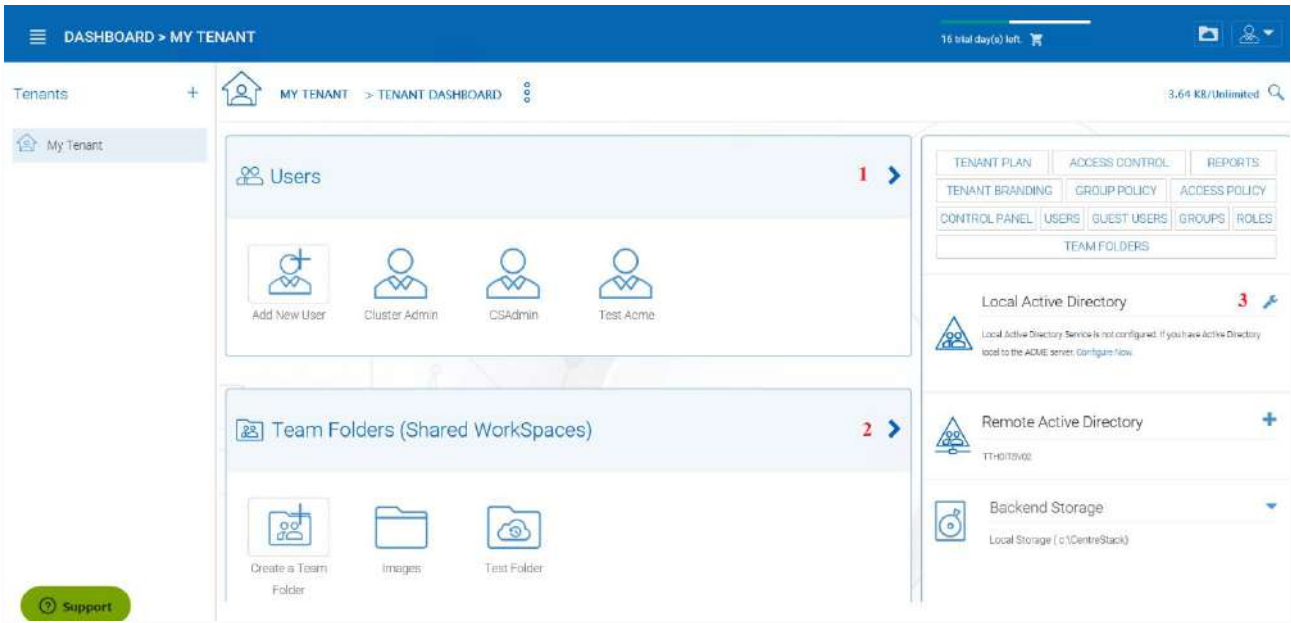 DASHBOARD > MY TENANT
16 trial day(s) left.
Tenants +
MY TENANT > TENANT DASHBOARD
3.64 KB/Unlimited
My Tenant
Users
1
Add New User
Cluster Admin
CSAdmin
Test Acme
Team Folders (Shared WorkSpaces)
2
Create a Team
Folder
Images
Test Folder
TENANT PLAN
ACCESS CONTROL
REPORTS
TENANT BRANDING
GROUP POLICY
ACCESS POLICY
CONTROL PANEL
USERS
GUEST USERS
GROUPS
ROLES
TEAM FOLDERS
Local Active Directory
3
Local Active Directory Service is not configured. If you have Active Directory
local to the ACME server, Configure Now.
Remote Active Directory
Backend Storage
Local Storage ( c:\CentreStack)
Support